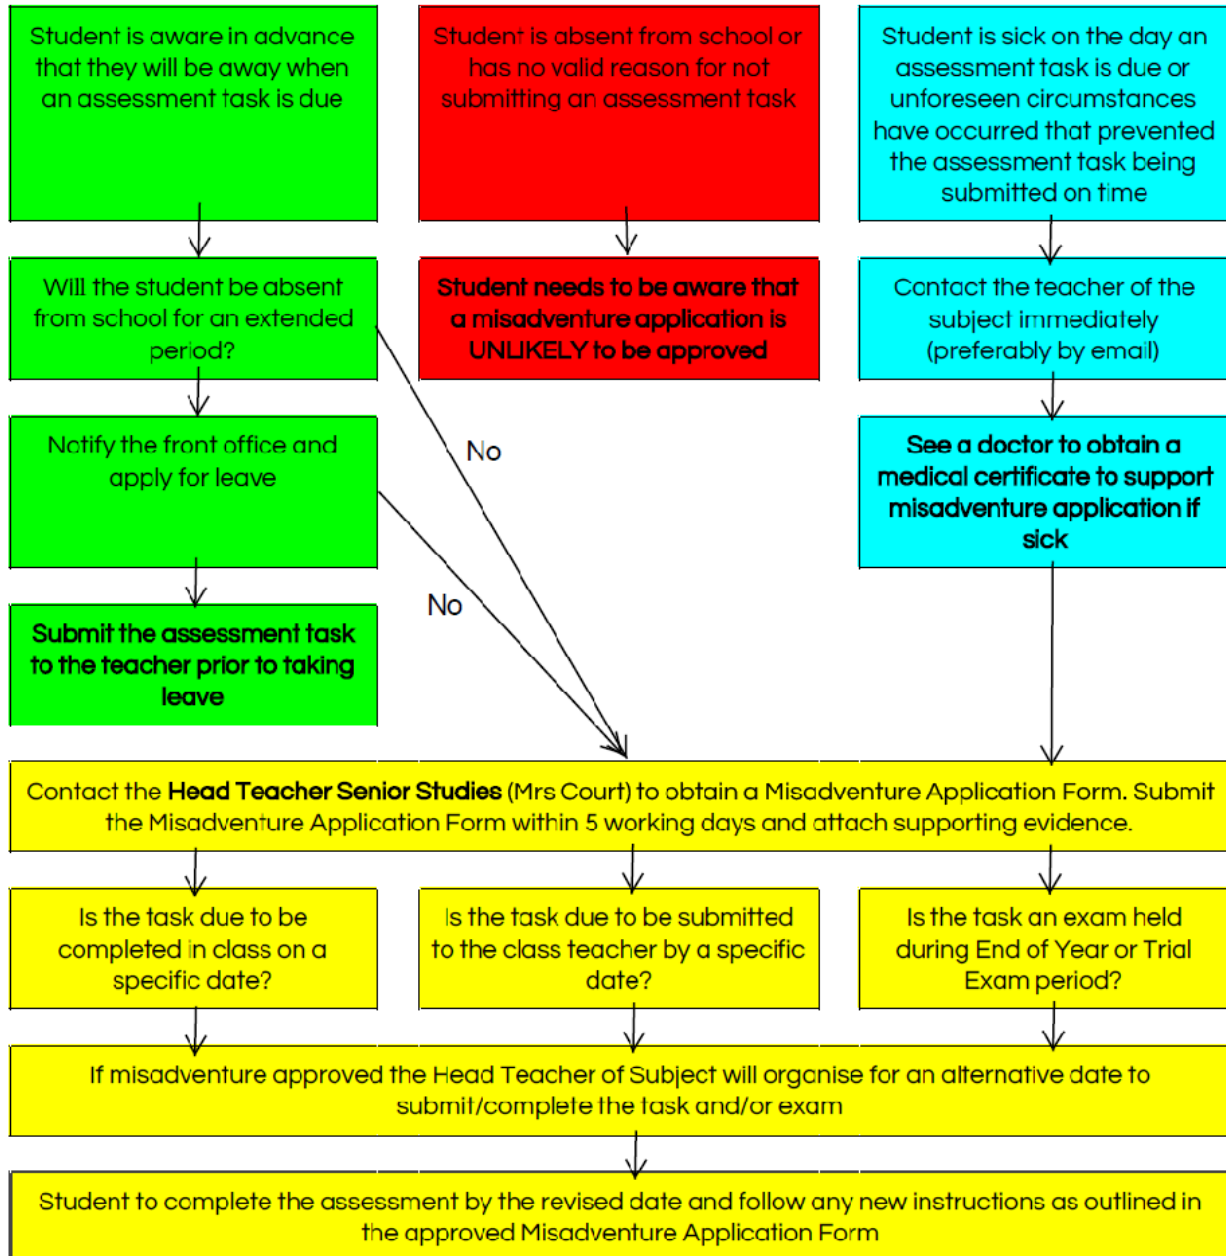 Student is aware in advance
that they will be away when
an assessment task is due
Student is absent from school or
has no valid reason for not
submitting an assessment task
Student is sick on the day an
assessment task is due or
unforeseen circumstances
have occurred that prevented
the assessment task being
submitted on time
Will the student be absent
from school for an extended
period?
Student needs to be aware that
a misadventure application is
UNLIKELY to be approved
Contact the teacher of the
subject immediately
(preferably by email)
Notify the front office and
apply for leave
No
See a doctor to obtain a
medical certificate to support
misadventure application if
sick
No
Submit the assessment task
to the teacher prior to taking
leave
Contact the Head Teacher Senior Studies (Mrs Court) to obtain a Misadventure Application Form. Submit
the Misadventure Application Form within 5 working days and attach supporting evidence.
Is the task due to be
completed in class on a
specific date?
Is the task due to be submitted
to the class teacher by a specific
date?
Is the task an exam held
during End of Year or Trial
Exam period?
If misadventure approved the Head Teacher of Subject will organise for an alternative date to
submit/complete the task and/or exam
Student to complete the assessment by the revised date and follow any new instructions as outlined in
the approved Misadventure Application Form